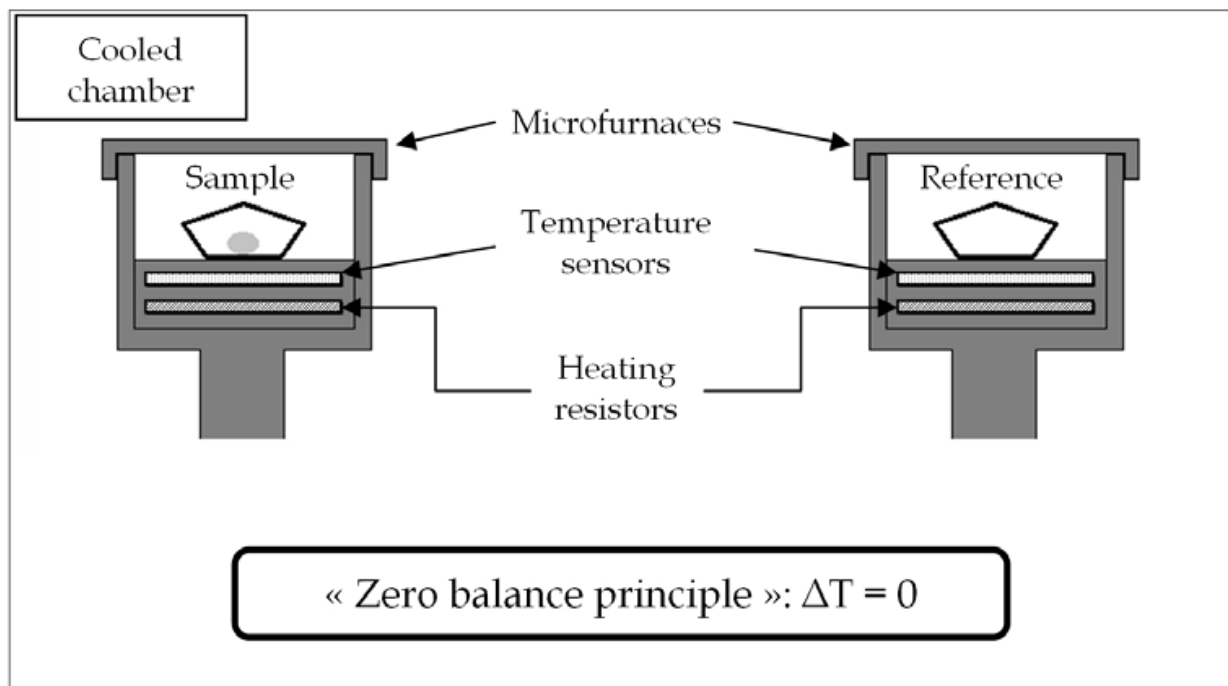 Cooled
chamber
Microfurnaces
Sample
Reference
Temperature
sensors
Heating
resistors
« Zero balance principle »: ΔT = 0